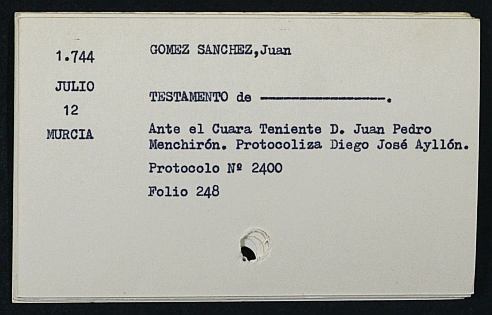 1.744
GOMEZ SANCHEZ,Juan
JULIO
12
TESTAMENTO de ————————.
MURCIA
Ante el Cuara Teniente D. Juan Pedro
Menchirón. Protocoliza Diego José Ayllón.
Protocolo Nº 2400
Folio 248